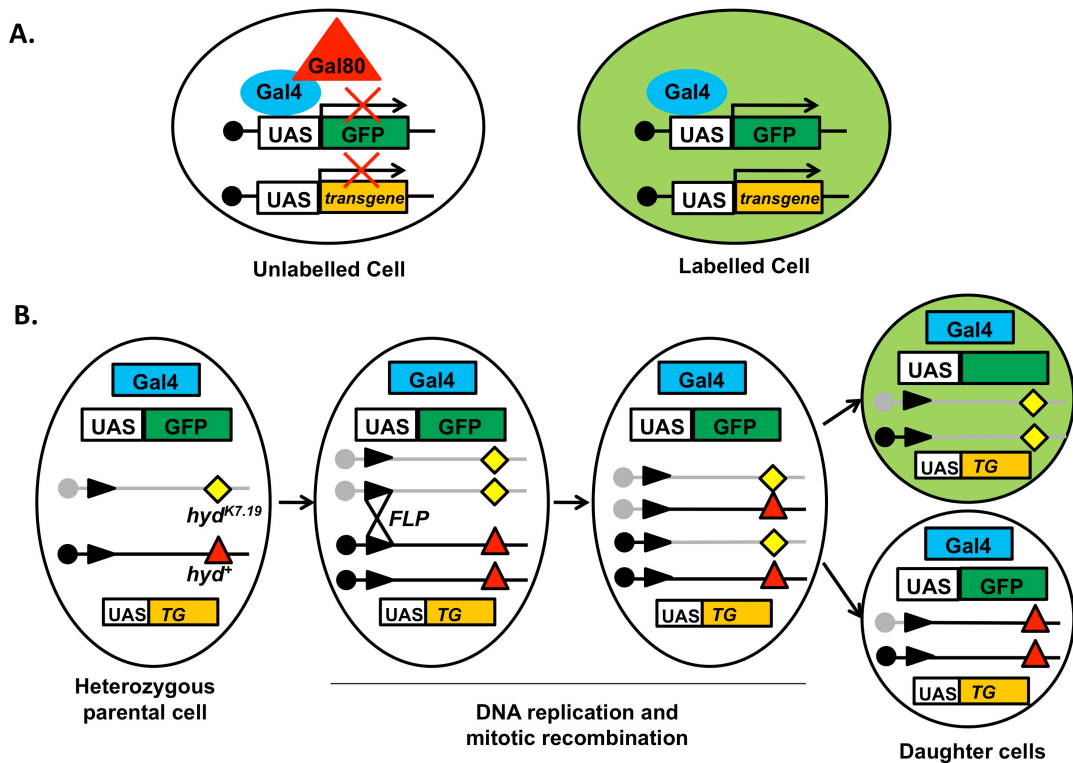 A.
Gal80
Gal4
UAS GFP
UAS transgene
Unlabelled Cell
Gal4
UAS GFP
UAS transgene
Labelled Cell
B.
Gal4
UAS GFP
hyd^K7.19
hyd^+
UAS TG
Heterozygous
parental cell
Gal4
UAS GFP
FLP
UAS TG
Gal4
UAS GFP
UAS TG
DNA replication and
mitotic recombination
Gal4
UAS
UAS TG
Gal4
UAS GFP
UAS TG
Daughter cells